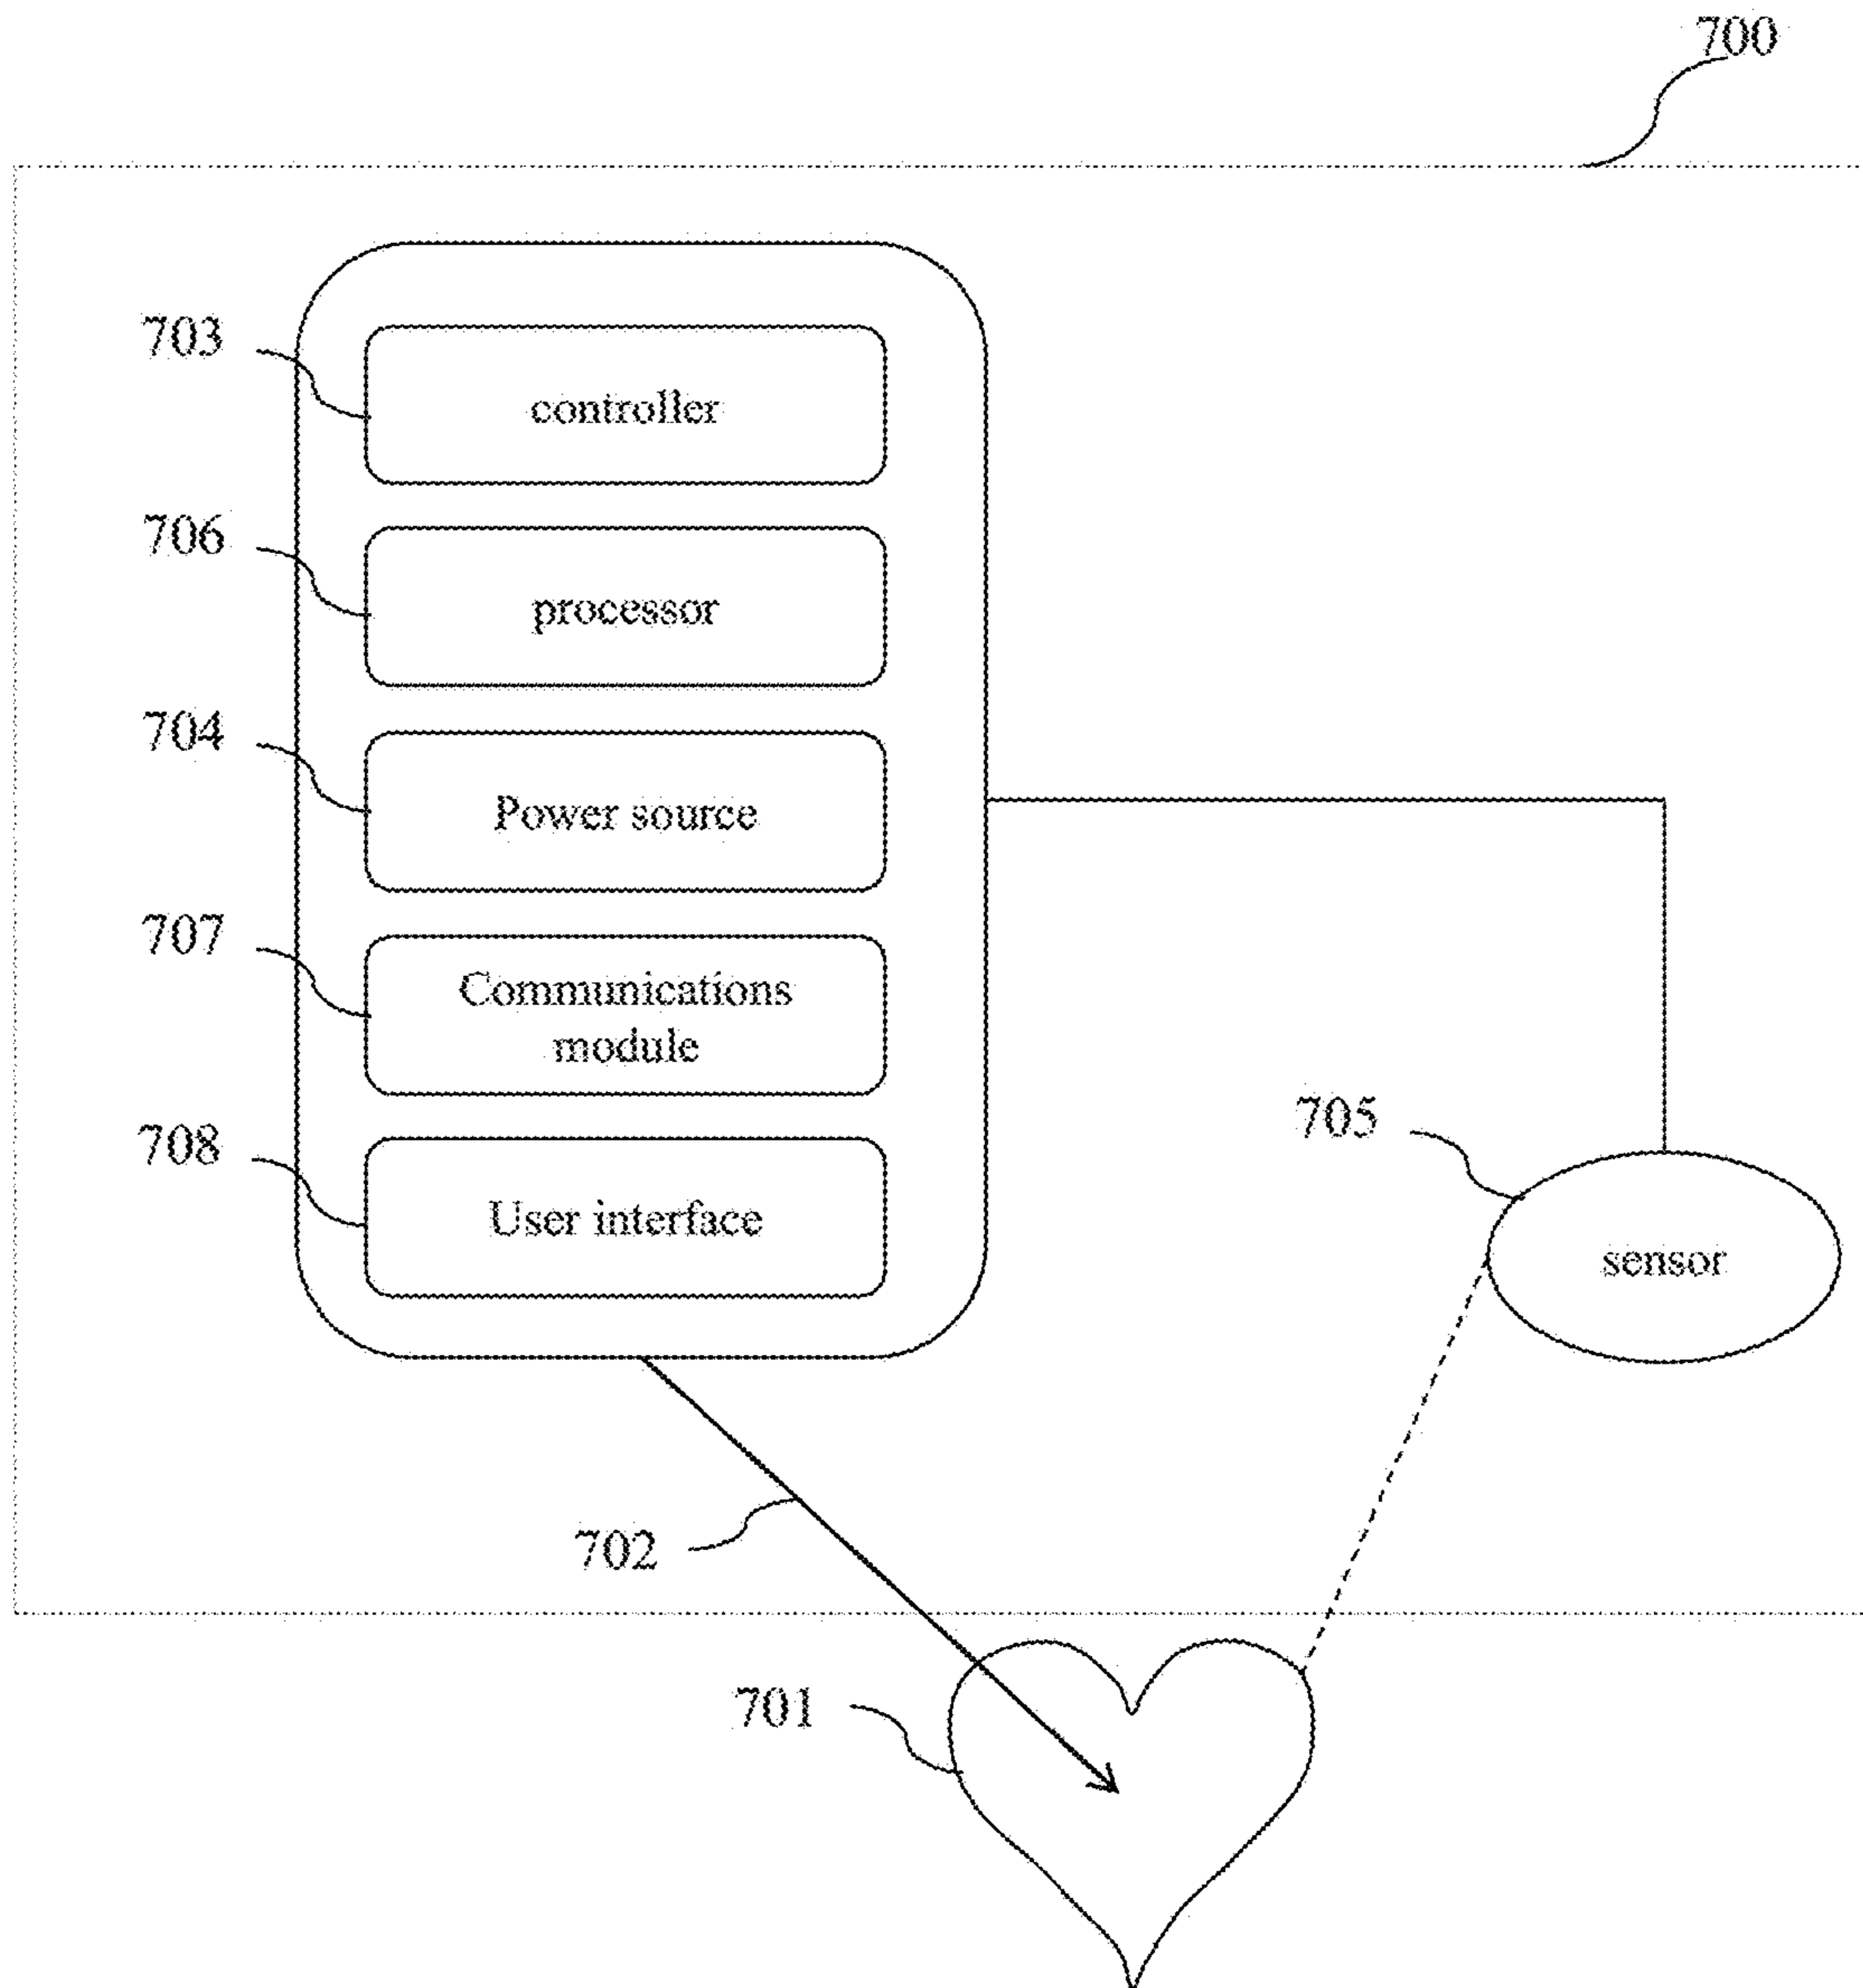 700
703
controller
706
processor
704
Power source
707
Communications
module
708
User interface
705
sensor
702
701